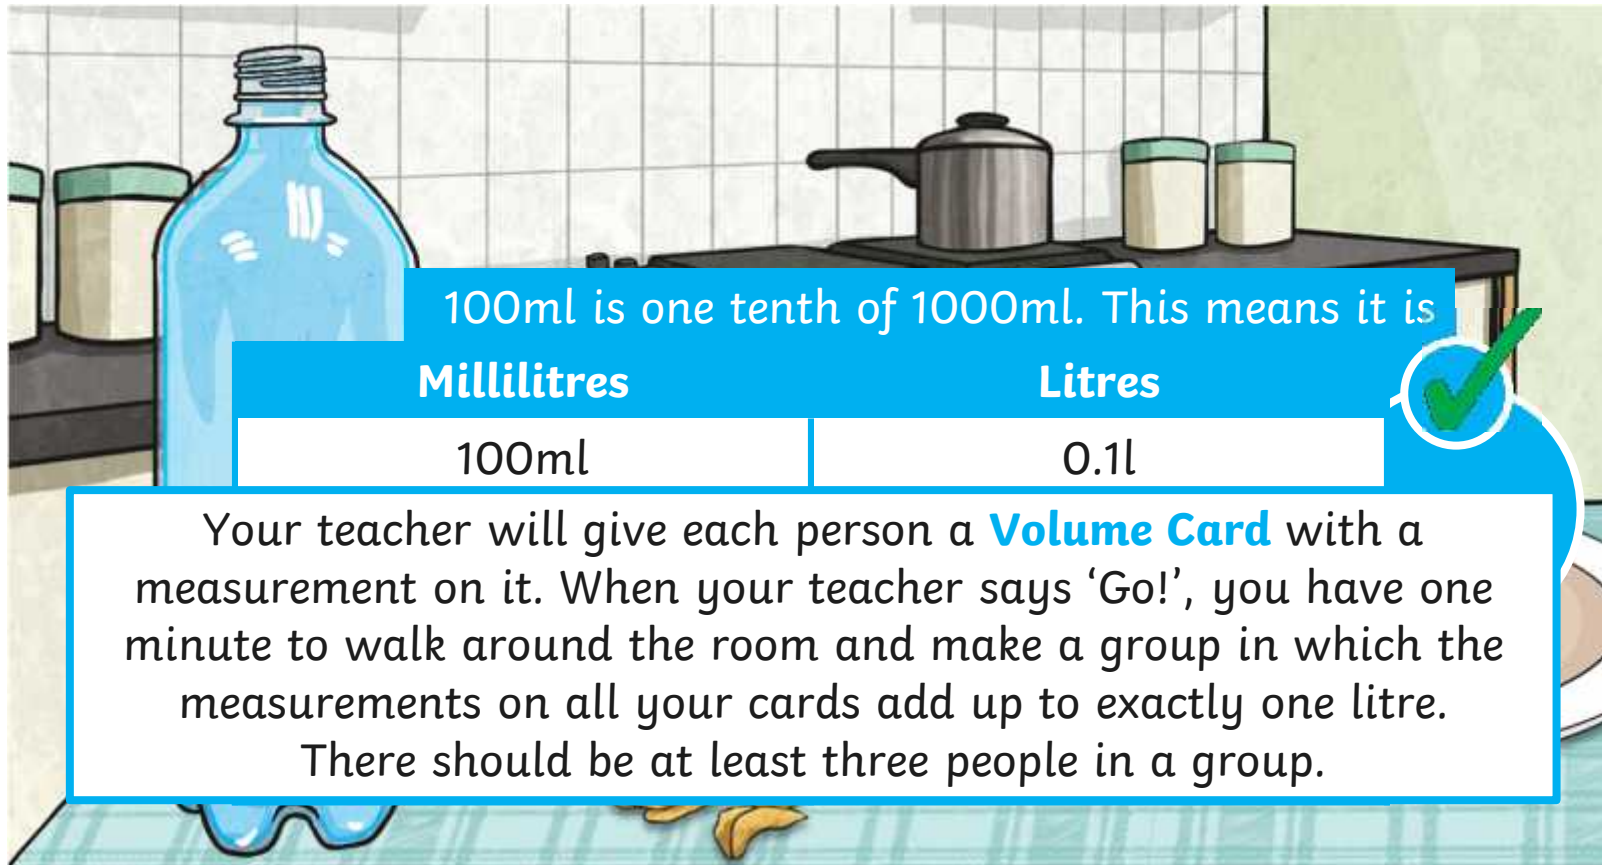 100ml is one tenth of 1000ml. This means it is
Millilitres Litres
100ml 0.1l
Your teacher will give each person a Volume Card with a
measurement on it. When your teacher says ‘Go!’, you have one
minute to walk around the room and make a group in which the
measurements on all your cards add up to exactly one litre.
There should be at least three people in a group.